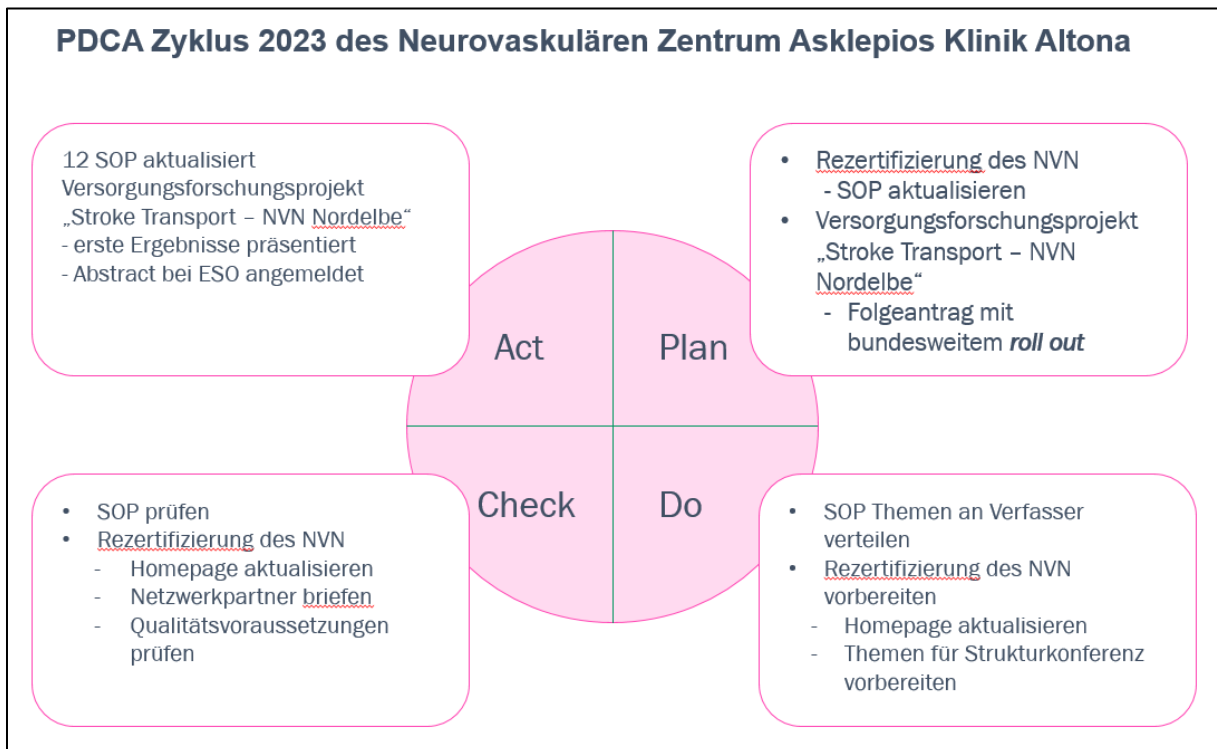 PDCA Zyklus 2023 des Neurovaskulären Zentrum Asklepios Klinik Altona
12 SOP aktualisiert
Versorgungsforschungsprojekt
„Stroke Transport – NVN Nordelbe“
- erste Ergebnisse präsentiert
- Abstract bei ESO angemeldet
• Rezertifizierung des NVN
- SOP aktualisieren
• Versorgungsforschungsprojekt
„Stroke Transport – NVN
Nordelbe“
- Folgeantrag mit
bundesweitem roll out
Act
Plan
Check
Do
• SOP prüfen
• Rezertifizierung des NVN
- Homepage aktualisieren
- Netzwerkpartner briefen
- Qualitätsvoraussetzungen
prüfen
• SOP Themen an Verfasser
verteilen
• Rezertifizierung des NVN
vorbereiten
- Homepage aktualisieren
- Themen für Strukturkonferenz
vorbereiten